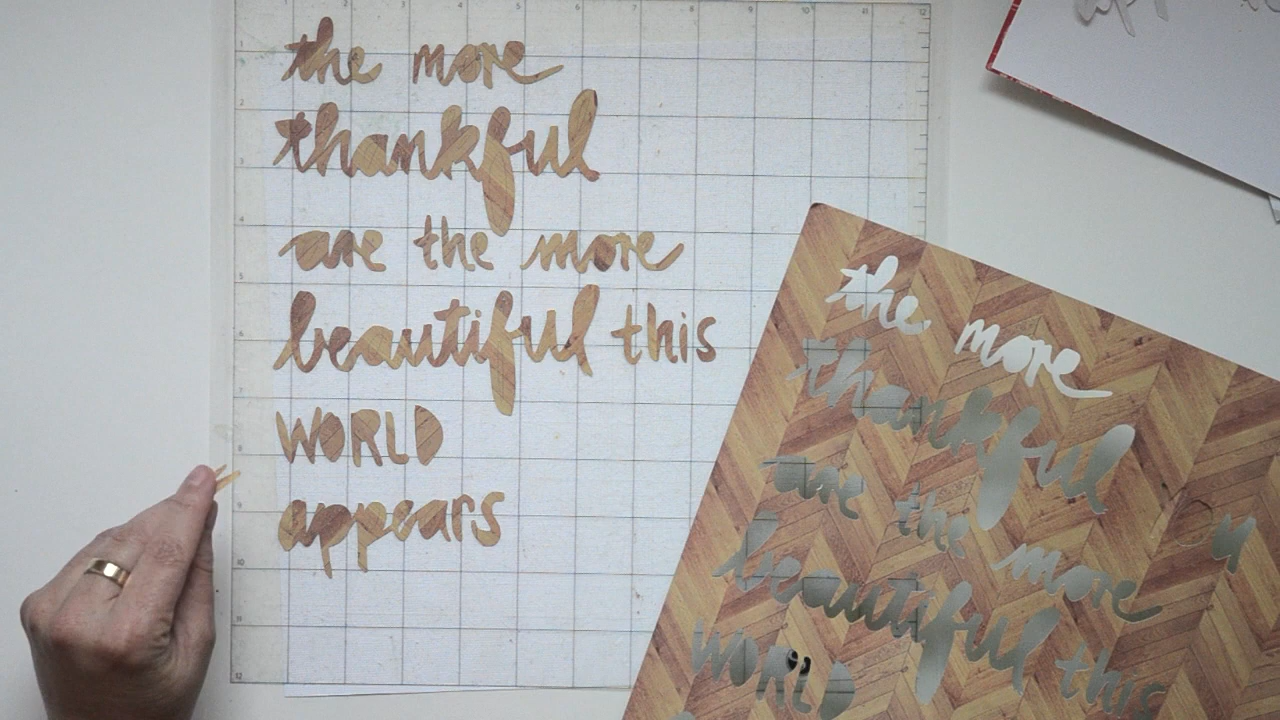 the more
thankful
are the more
beautiful this
WORLD
appears
the more
thankful
are the more
y
beautiful this
WORLD